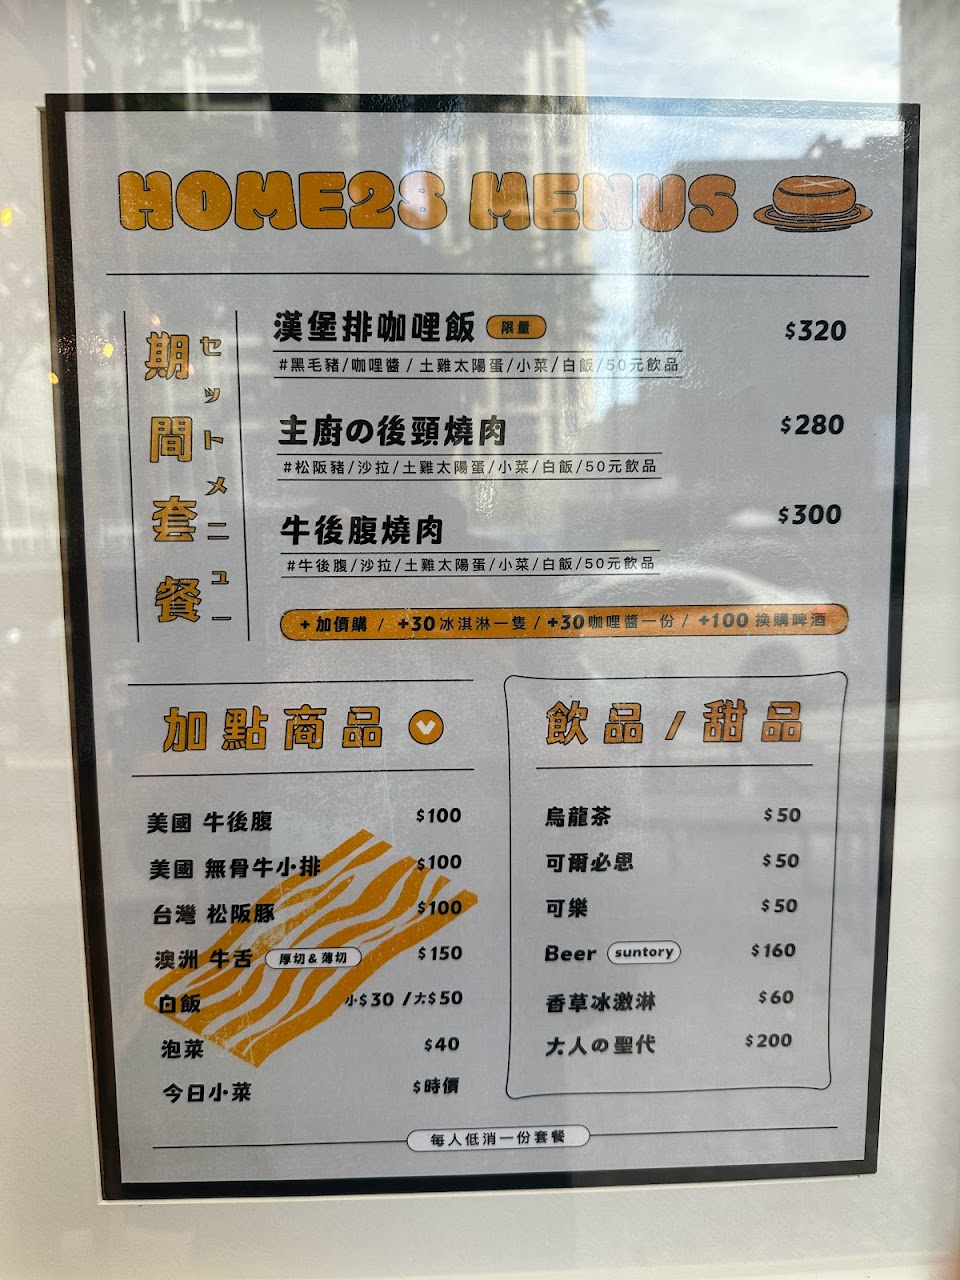 HOME28 MENUS
期間套餐
セットメニュー
漢堡排咖哩飯 限量 $320
#黑毛豬/咖哩醬 / 土雞太陽蛋/小菜/白飯/50元飲品
主廚の後頸燒肉 $280
#松阪豬/沙拉/土雞太陽蛋/小菜/白飯/50元飲品
牛後腹燒肉 $300
#牛後腹/沙拉/土雞太陽蛋/小菜/白飯/50元飲品
+ 加價購 / +30冰淇淋一隻 / +30咖哩醬一份 / +100 換購啤酒
加點商品
美國 牛後腹 $100
美國 無骨牛小排 $100
台灣 松阪豚 $100
澳洲 牛舌 厚切&薄切 $150
白飯 小$30 /大$50
泡菜 $40
今日小菜 $時價
飲品 / 甜品
烏龍茶 $50
可爾必思 $50
可樂 $50
Beer suntory $160
香草冰激淋 $60
大人の聖代 $200
每人低消一份套餐